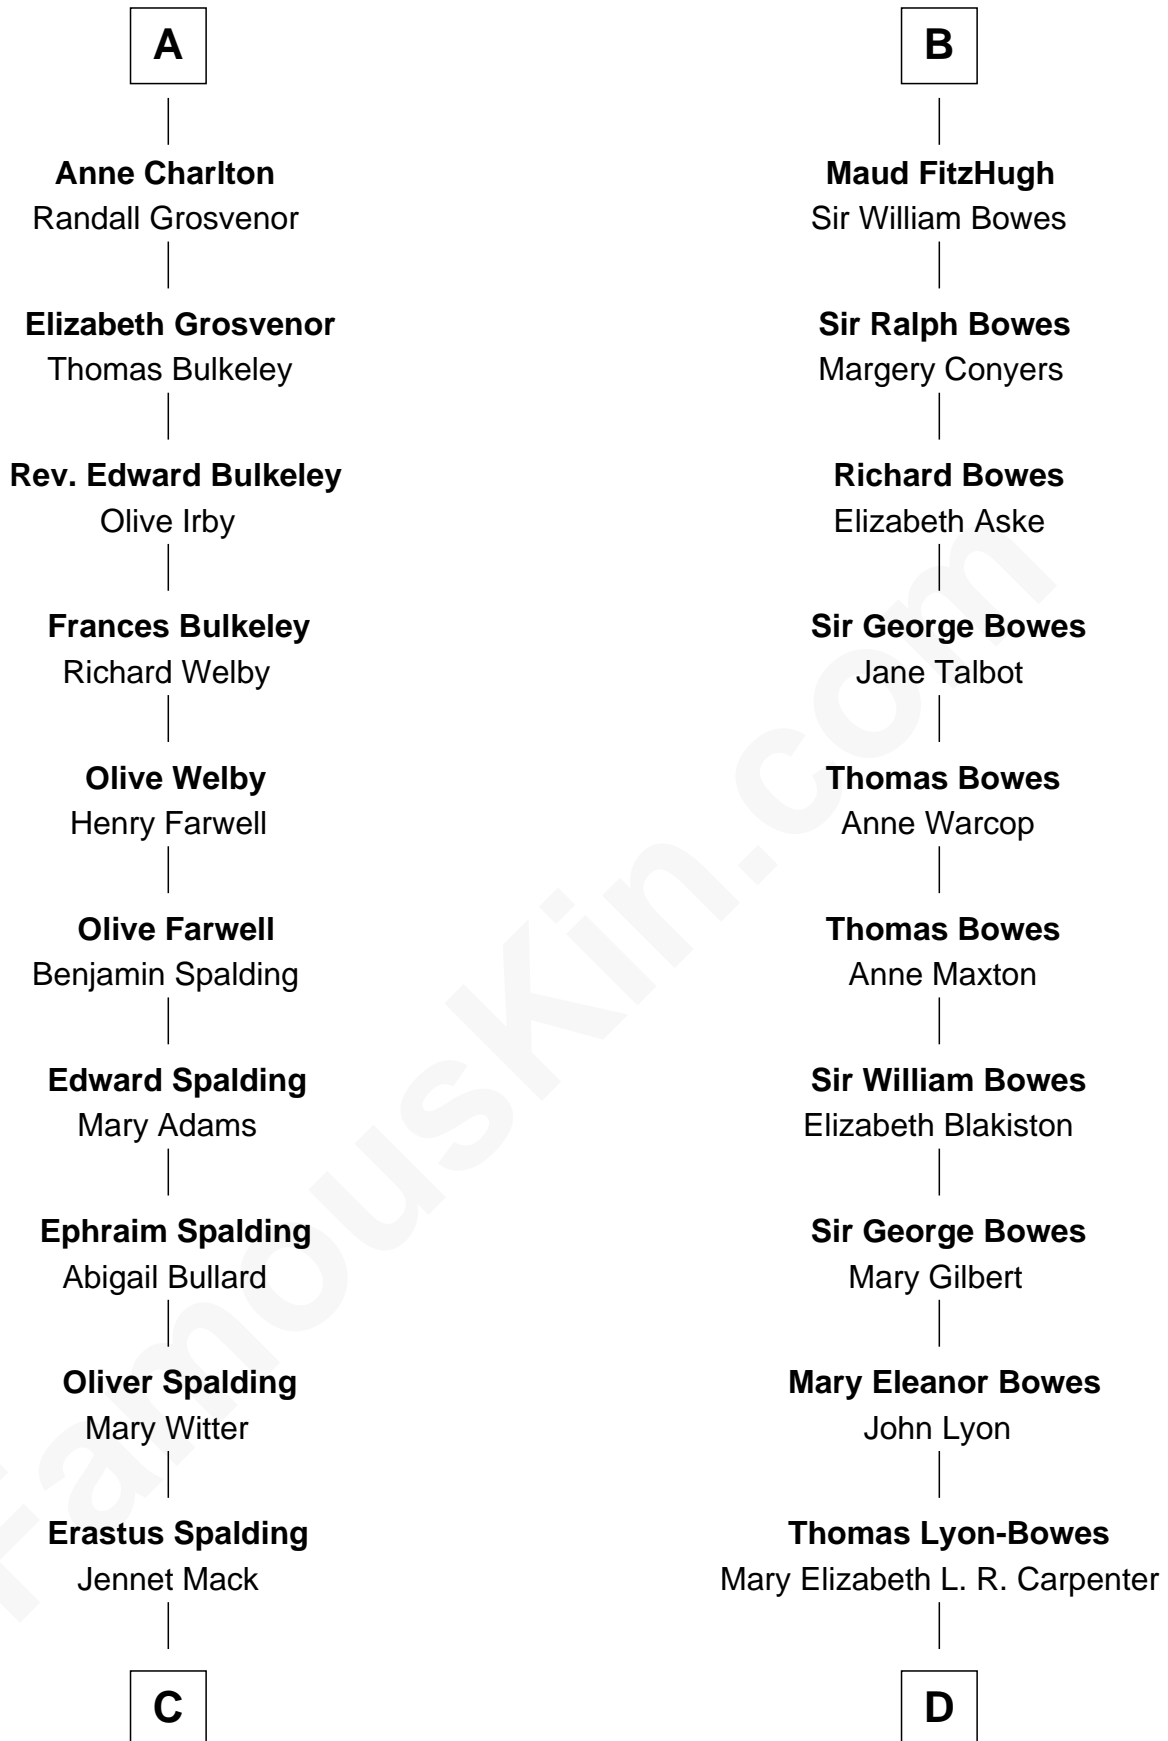 A
Anne Charlton
Randall Grosvenor
Elizabeth Grosvenor
Thomas Bulkeley
Rev. Edward Bulkeley
Olive Irby
Frances Bulkeley
Richard Welby
Olive Welby
Henry Farwell
Olive Farwell
Benjamin Spalding
Edward Spalding
Mary Adams
Ephraim Spalding
Abigail Bullard
Oliver Spalding
Mary Witter
Erastus Spalding
Jennet Mack
C
B
Maud FitzHugh
Sir William Bowes
Sir Ralph Bowes
Margery Conyers
Richard Bowes
Elizabeth Aske
Sir George Bowes
Jane Talbot
Thomas Bowes
Anne Warcop
Thomas Bowes
Anne Maxton
Sir William Bowes
Elizabeth Blakiston
Sir George Bowes
Mary Gilbert
Mary Eleanor Bowes
John Lyon
Thomas Lyon-Bowes
Mary Elizabeth L. R. Carpenter
D
FamousKin.com